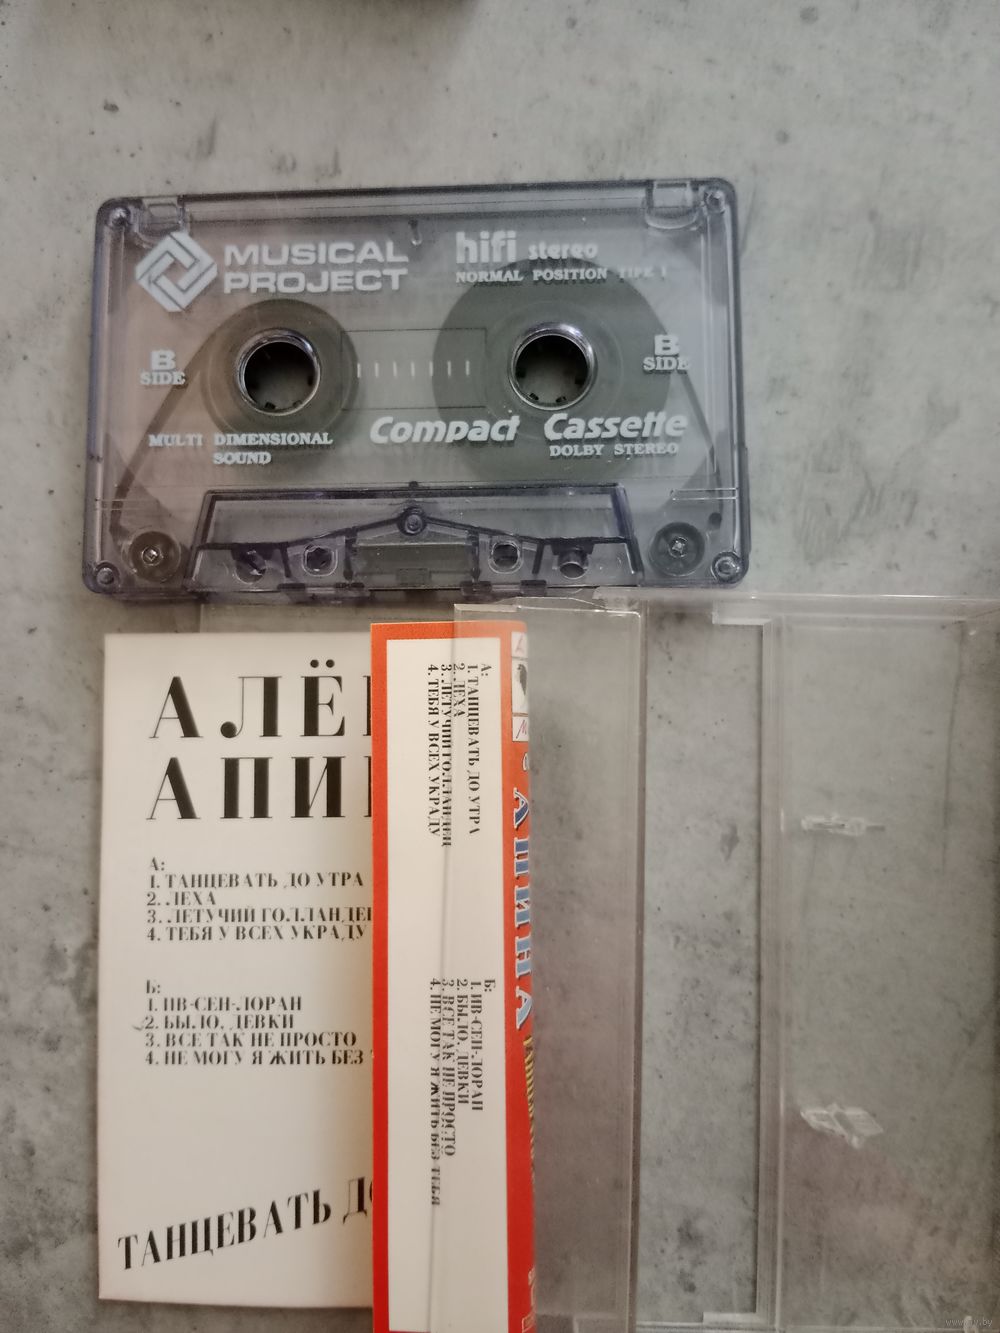 MUSICAL
PROJECT
hifi stereo
NORMAL POSITION TIPE I
B
SIDE
B
SIDE
MULTI DIMENSIONAL
SOUND
Compact Cassette
DOLBY STEREO
АЛЁ
АПИ
А:
1. ТАНЦЕВАТЬ ДО УТРА
2. ЛЕХА
3. ЛЕТУЧИЙ ГОЛЛАНДЕ
4. ТЕБЯ У ВСЕХ УКРАДУ
Б:
1. ИВ-СЕН-ЛОРАН
2. БЫЛО, ДЕВКИ
3. ВСЕ ТАК НЕ ПРОСТО
4. НЕ МОГУ Я ЖИТЬ БЕЗ
ТАНЦЕВАТЬ ДО
А:
1. ТАНЦЕВАТЬ ДО УТРА
2. ЛЕХА
3. ЛЕТУЧИЙ ГОЛЛАНДЕЦ
4. ТЕБЯ У ВСЕХ УКРАДУ
Б:
1. ИВ-СЕН-ЛОРАН
2. БЫЛО, ДЕВКИ
3. ВСЕ ТАК НЕ ПРОСТО
4. НЕ МОГУ Я ЖИТЬ БЕЗ ТЕБЯ
АПИНА
www.ay.by